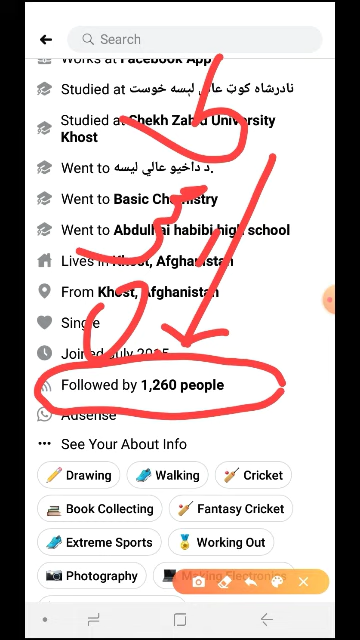 Search
Works at Facebook App
Studied at نادرشاه کوټ عالي لېسه خوست
Studied at Shekh Zahid University
Khost
Went to د داخیو عالي لیسه.
Went to Basic Chemistry
Went to Abdulhai habibi high school
Lives in Khost, Afghanistan
From Khost, Afghanistan
Single
Joined July
Followed by 1,260 people
Adsense
See Your About Info
Drawing
Walking
Cricket
Book Collecting
Fantasy Cricket
Extreme Sports
Working Out
Photography
Making Electronics